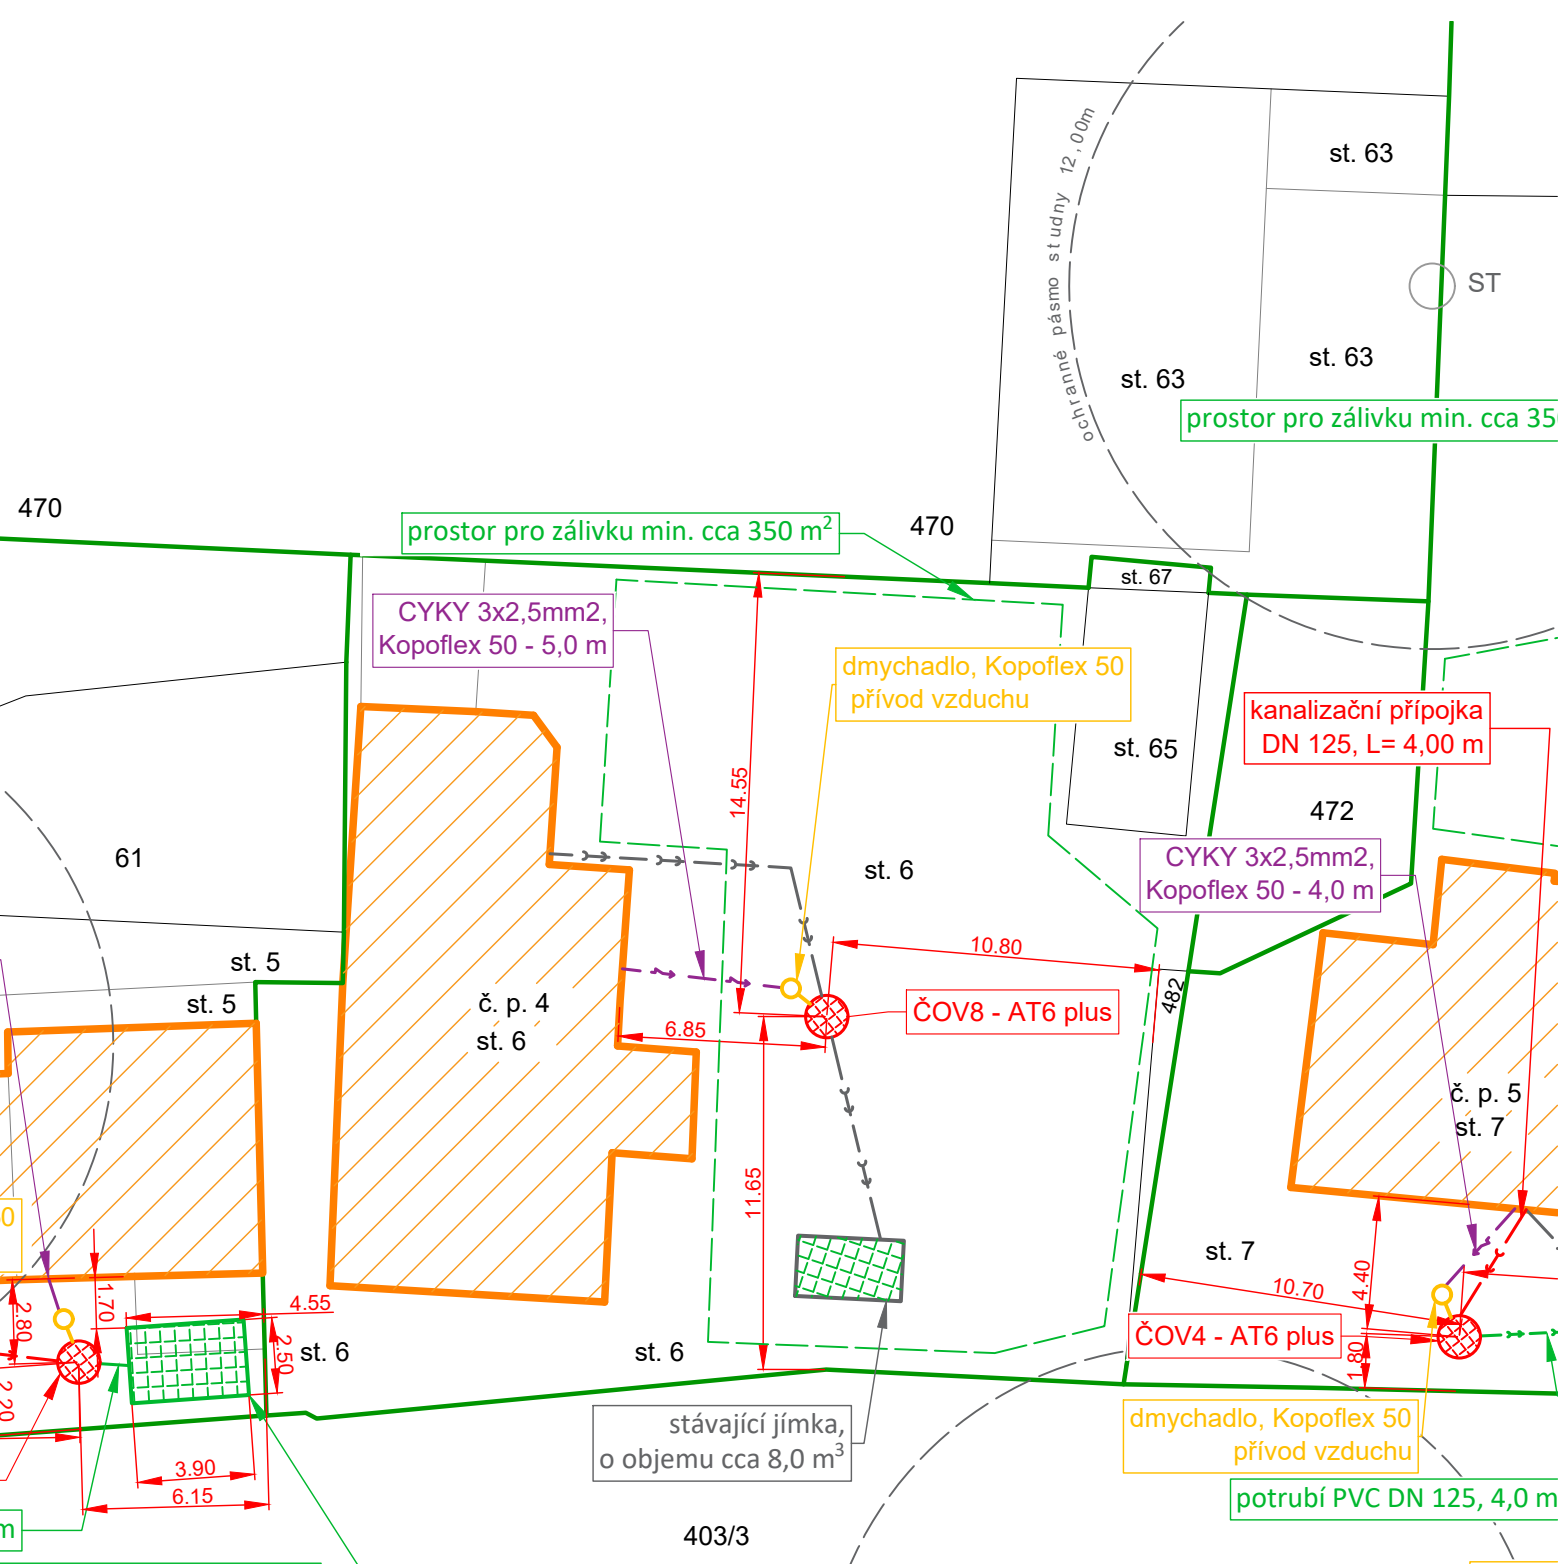 st. 63
ochranné pásmo studny 12,00m
ST
st. 63
st. 63
prostor pro zálivku min. cca 35
470
prostor pro zálivku min. cca 350 m²
470
st. 67
CYKY 3x2,5mm2,
Kopoflex 50 - 5,0 m
dmychadlo, Kopoflex 50
přívod vzduchu
kanalizační přípojka
DN 125, L= 4,00 m
st. 65
14.55
472
61
st. 6
CYKY 3x2,5mm2,
Kopoflex 50 - 4,0 m
10.80
st. 5
st. 5
482
č. p. 4
st. 6
ČOV8 - AT6 plus
6.85
č. p. 5
st. 7
11.65
0
st. 7
4.40
10.70
1.70
2.80
4.55
2.50
st. 6
st. 6
ČOV4 - AT6 plus
1.80
2.20
stávající jímka,
o objemu cca 8,0 m³
dmychadlo, Kopoflex 50
přívod vzduchu
3.90
6.15
potrubí PVC DN 125, 4,0 m
m
403/3